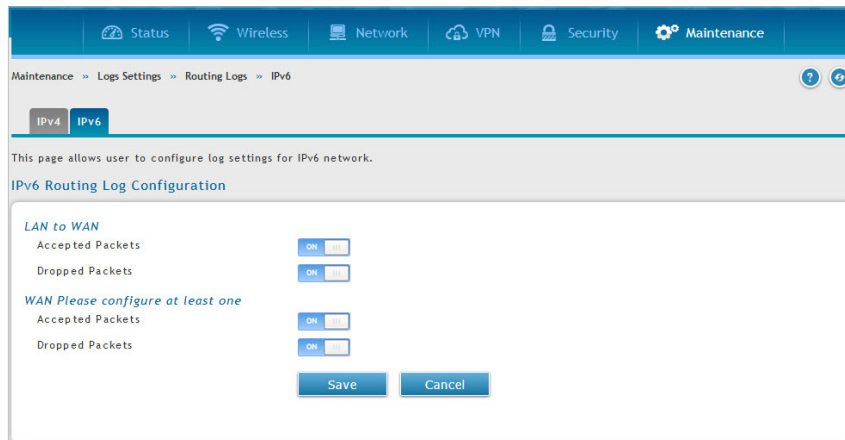 Status Wireless Network VPN Security Maintenance
Maintenance » Logs Settings » Routing Logs » IPv6
?
IPv4 IPv6
This page allows user to configure log settings for IPv6 network.
IPv6 Routing Log Configuration
LAN to WAN
Accepted Packets ON
Dropped Packets ON
WAN Please configure at least one
Accepted Packets ON
Dropped Packets ON
Save Cancel